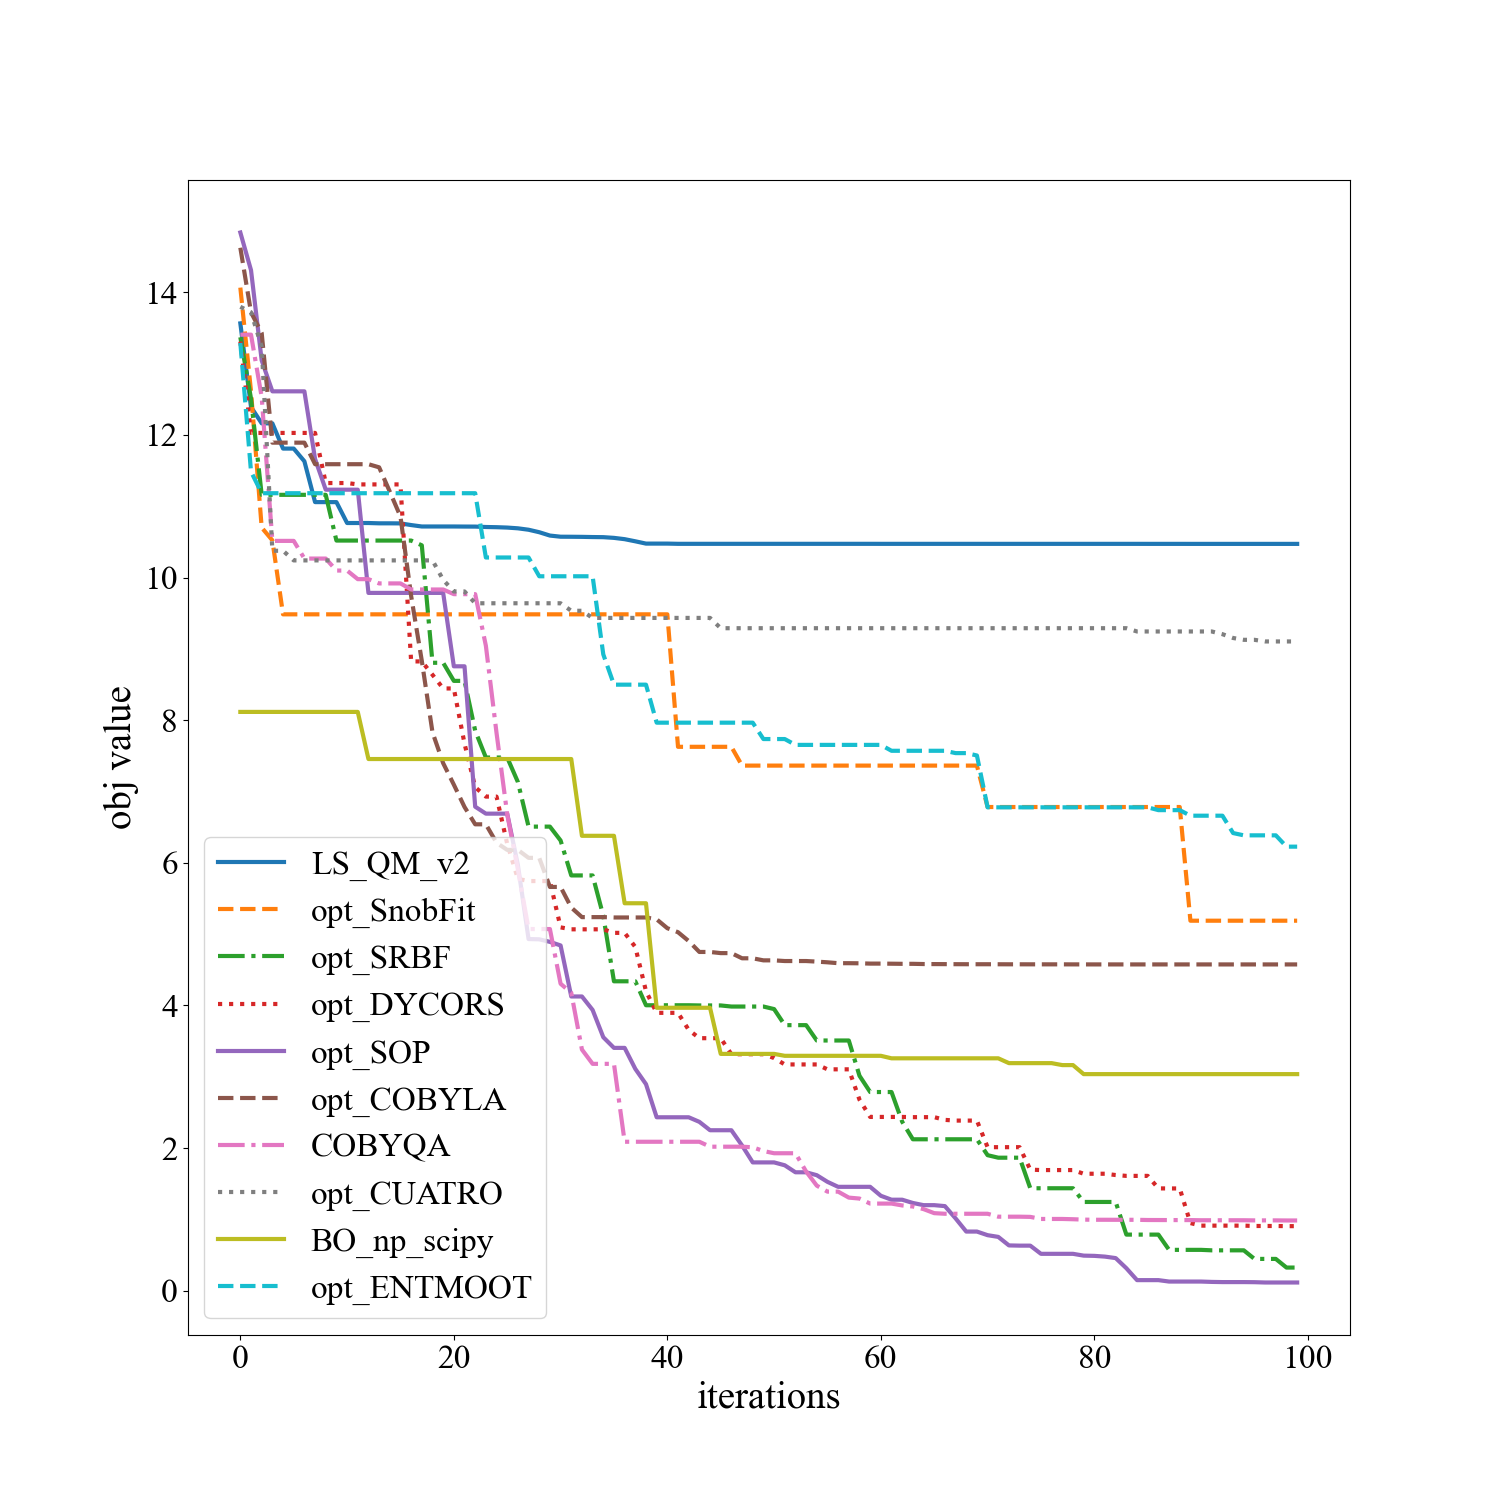 14
12
10
8
6
4
2
0
obj value
LS_QM_v2
opt_SnobFit
opt_SRBF
opt_DYCORS
opt_SOP
opt_COBYLA
COBYQA
opt_CUATRO
BO_np_scipy
opt_ENTMOOT
0 20 40 60 80 100
iterations